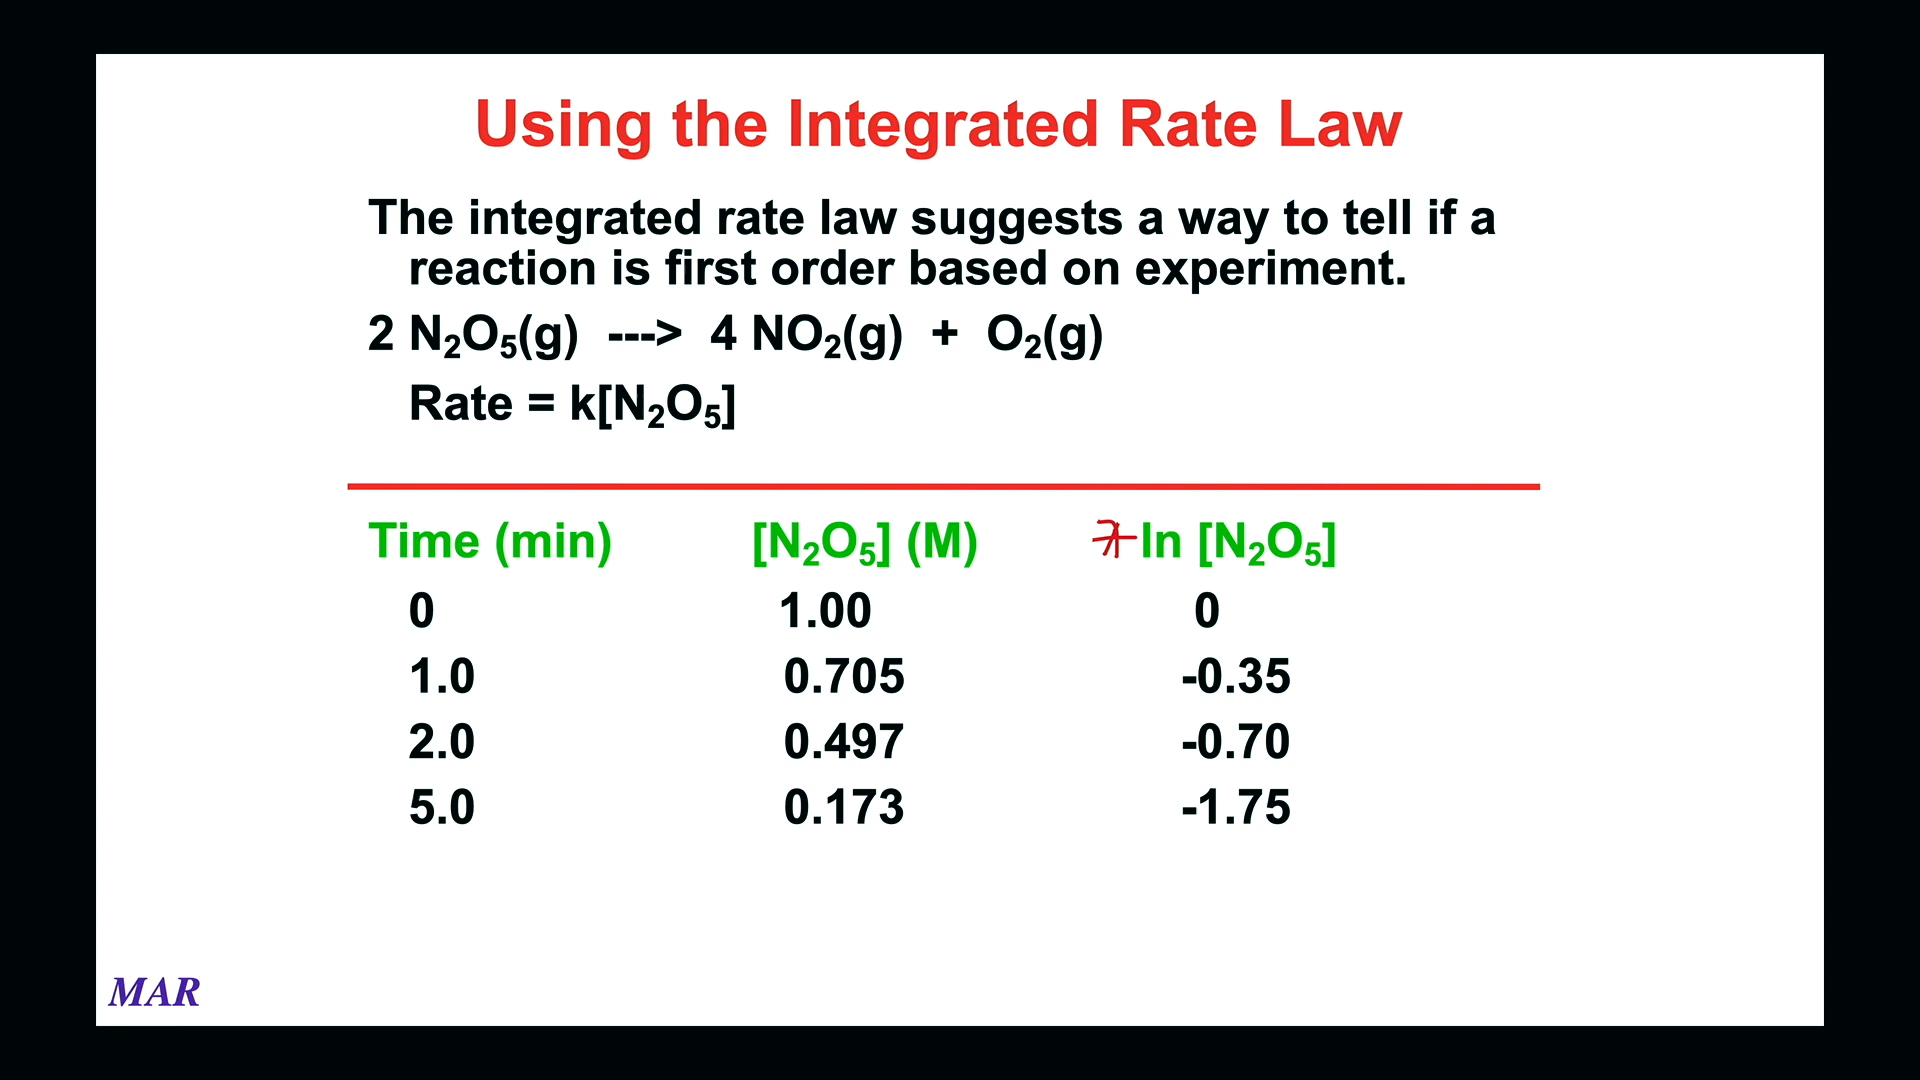 Using the Integrated Rate Law
The integrated rate law suggests a way to tell if a
reaction is first order based on experiment.
2 N₂O₅(g) ---> 4 NO₂(g) + O₂(g)
Rate = k[N₂O₅]
Time (min) [N₂O₅] (M) ln [N₂O₅]
0 1.00 0
1.0 0.705 -0.35
2.0 0.497 -0.70
5.0 0.173 -1.75
MAR